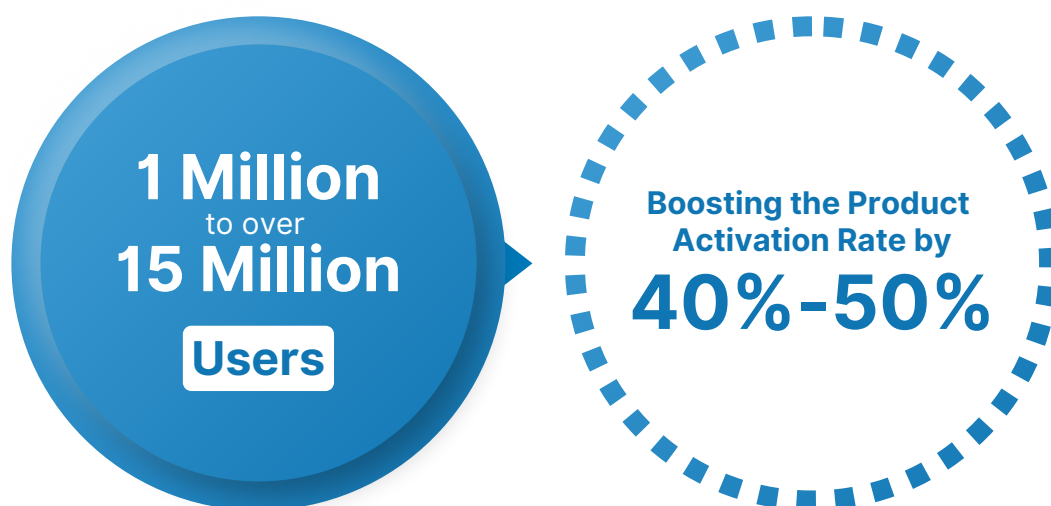 1 Million
to over
15 Million
Users
Boosting the Product
Activation Rate by
40%-50%